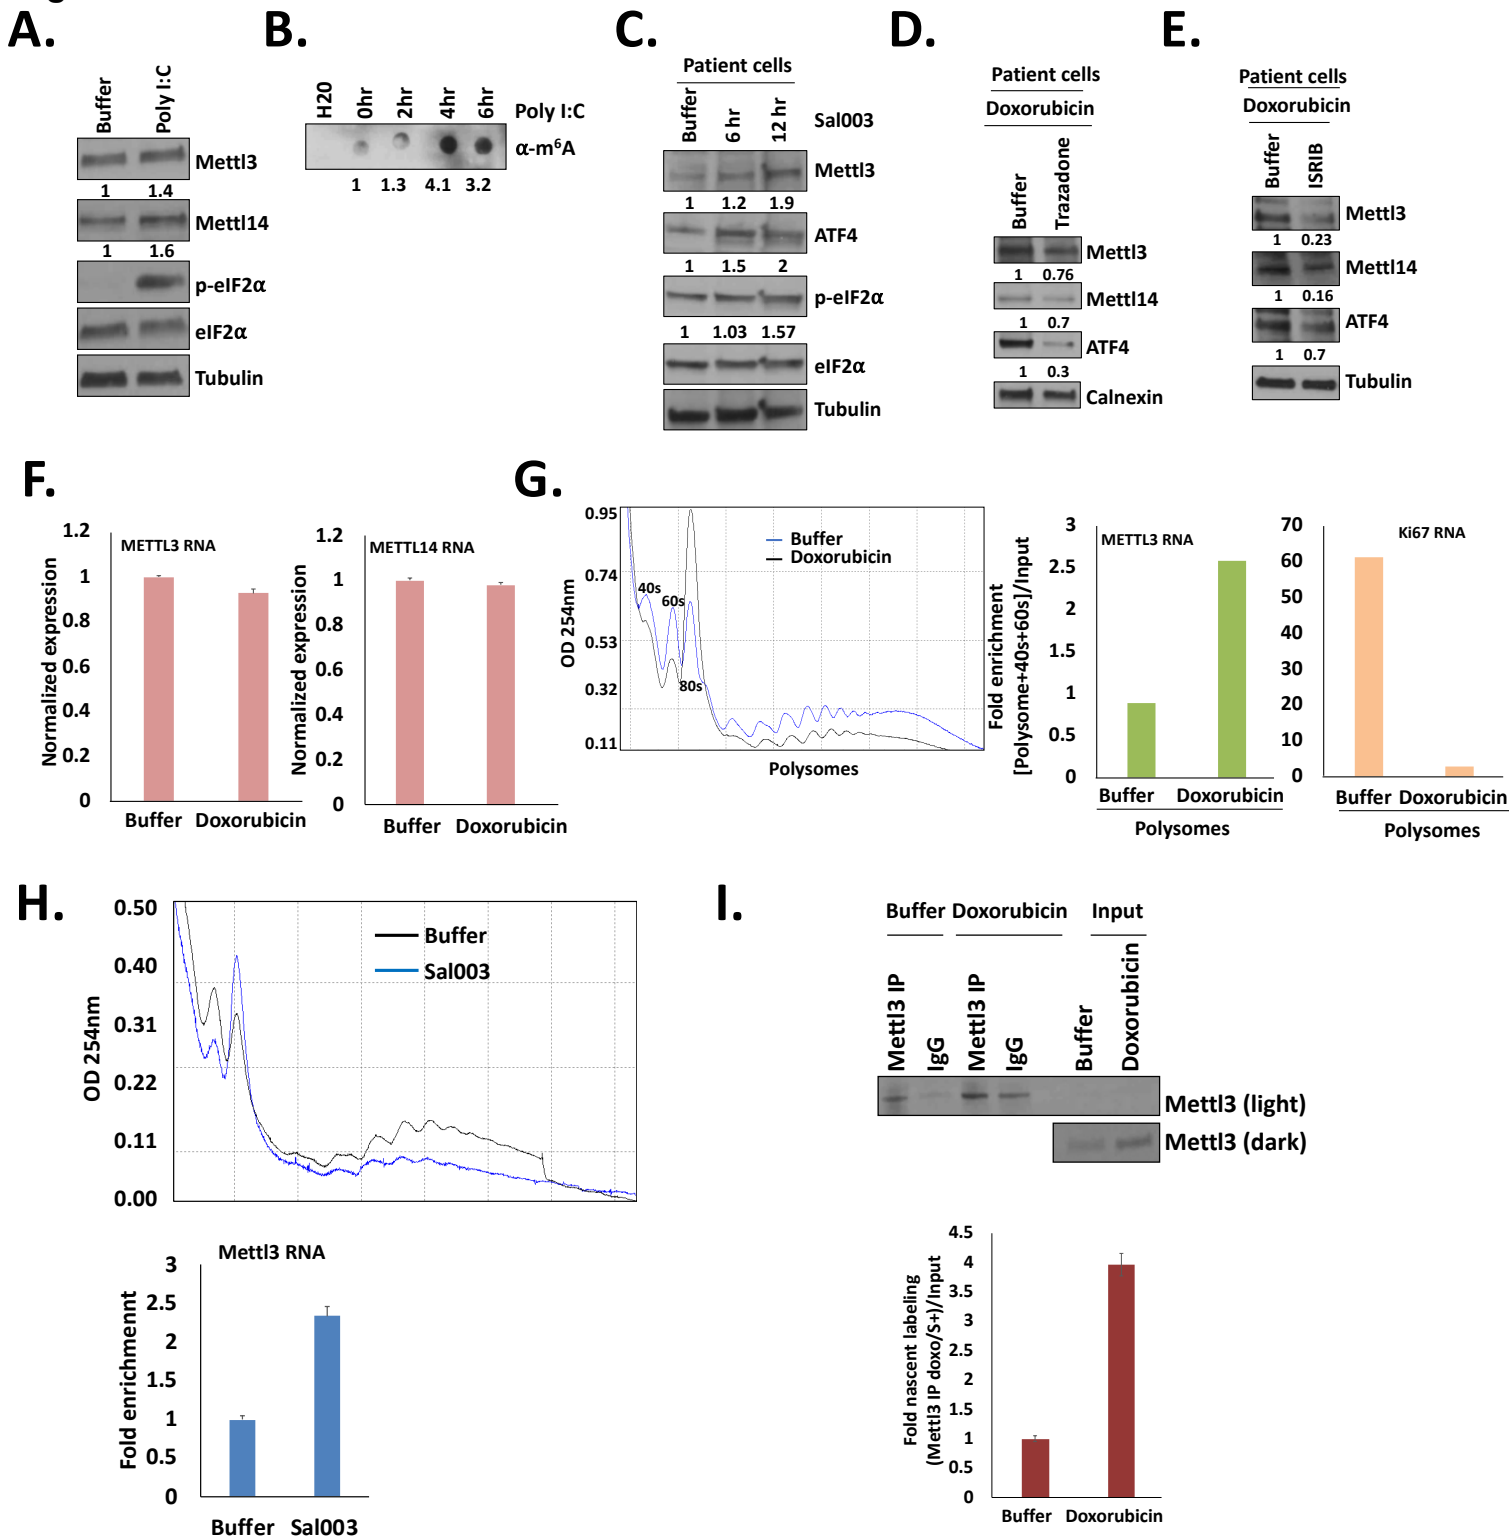 A.
Buffer
Poly I:C
Mettl3
1 1.4
Mettl14
1 1.6
p-eIF2α
eIF2α
Tubulin
B.
H20 0hr 2hr 4hr 6hr Poly I:C
α-m⁶A
1 1.3 4.1 3.2
C.
Patient cells
Buffer 6 hr 12 hr Sal003
Mettl3
1 1.2 1.9
ATF4
1 1.5 2
p-eIF2α
1 1.03 1.57
eIF2α
Tubulin
D.
Patient cells
Doxorubicin
Buffer Trazadone
Mettl3
1 0.76
Mettl14
1 0.7
ATF4
1 0.3
Calnexin
E.
Patient cells
Doxorubicin
Buffer ISRIB
Mettl3
1 0.23
Mettl14
1 0.16
ATF4
1 0.7
Tubulin
F.
Normalized expression
1.2
1
0.8
0.6
0.4
0.2
0
METTL3 RNA
Buffer Doxorubicin
Normalized expression
1.2
1
0.8
0.6
0.4
0.2
0
METTL14 RNA
Buffer Doxorubicin
G.
OD 254nm
0.95
0.74
0.53
0.32
0.11
Buffer
Doxorubicin
40s
60s
80s
Polysomes
Fold enrichment
[Polysome+40s+60s]/Input
3
2.5
2
1.5
1
0.5
0
METTL3 RNA
Buffer Doxorubicin
Polysomes
70
60
50
40
30
20
10
0
Ki67 RNA
Buffer Doxorubicin
Polysomes
H.
OD 254nm
0.50
0.40
0.31
0.22
0.11
0.00
Buffer
Sal003
Mettl3 RNA
Fold enrichmennt
3
2.5
2
1.5
1
0.5
0
Buffer Sal003
I.
Buffer Doxorubicin Input
Mettl3 IP IgG Mettl3 IP IgG Buffer Doxorubicin
Mettl3 (light)
Mettl3 (dark)
Fold nascent labeling
(Mettl3 IP doxo/S+)/Input
4.5
4
3.5
3
2.5
2
1.5
1
0.5
0
Buffer Doxorubicin